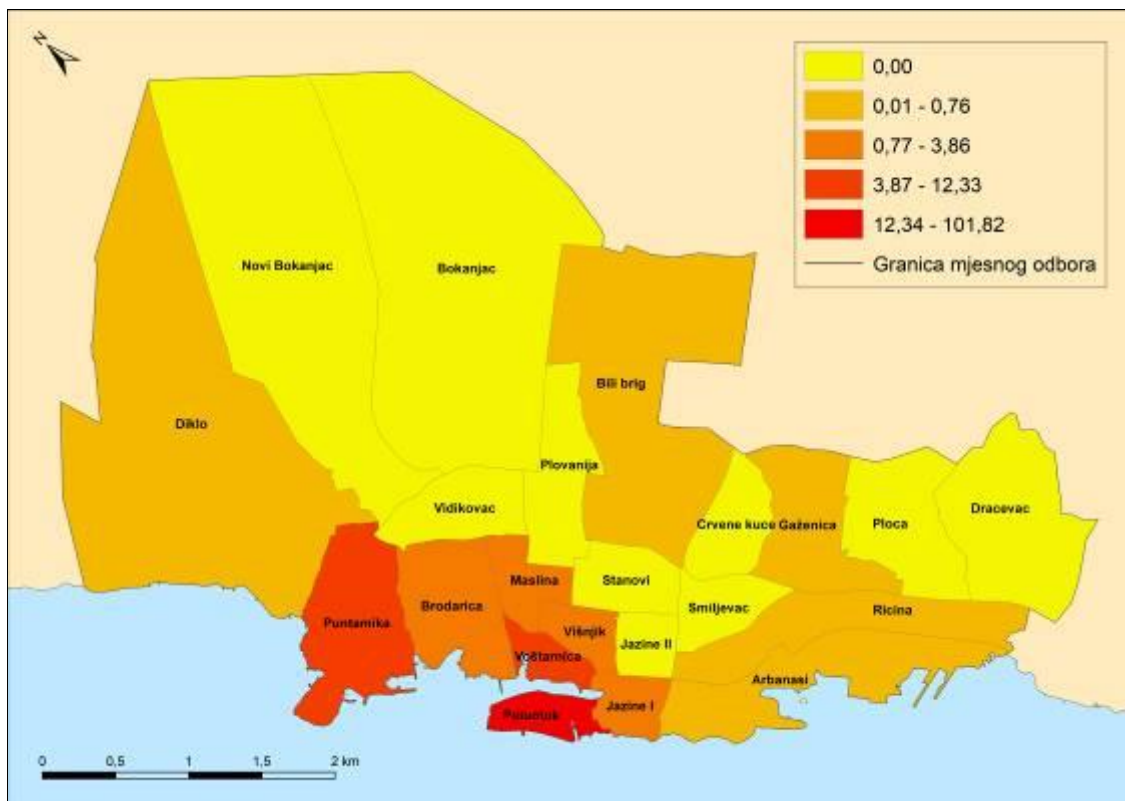 N
0,00
0,01 - 0,76
0,77 - 3,86
3,87 - 12,33
12,34 - 101,82
Granica mjesnog odbora
Novi Bokanjac
Bokanjac
Bili brig
Diklo
Plovanija
Vidikovac
Crvene kuce
Gaženica
Ploca
Dracevac
Maslina
Stanovi
Brodarica
Smiljevac
Ricina
Puntamika
Višnjik
Jazine II
Voštarnica
Arbanasi
Poluotok
Jazine I
0 0,5 1 1,5 2 km